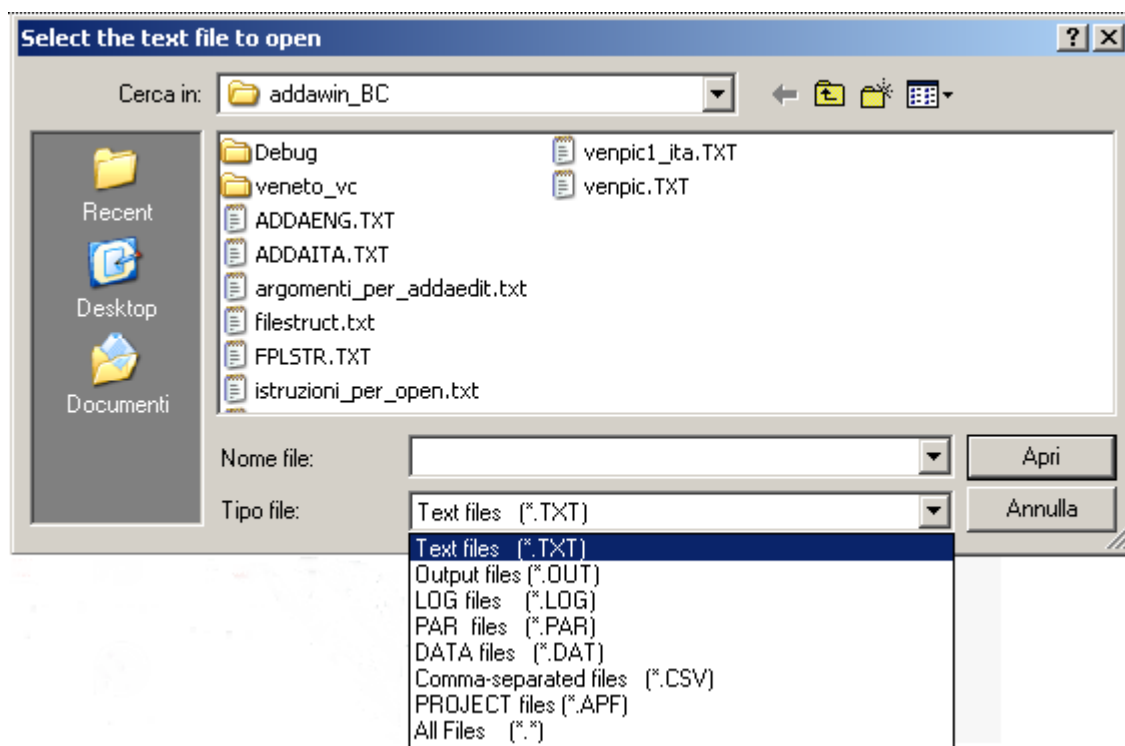 Select the text file to open
Cerca in: addawin_BC
Recent
Desktop
Documenti
Debug
veneto_vc
ADDAENG.TXT
ADDAITA.TXT
argomenti_per_addaedit.txt
filestruct.txt
FPLSTR.TXT
istruzioni_per_open.txt
venpic1_ita.TXT
venpic.TXT
Nome file:
Apri
Tipo file: Text files (*.TXT)
Annulla
Text files (*.TXT)
Output files (*.OUT)
LOG files (*.LOG)
PAR files (*.PAR)
DATA files (*.DAT)
Comma-separated files (*.CSV)
PROJECT files (*.APF)
All Files (*.*)